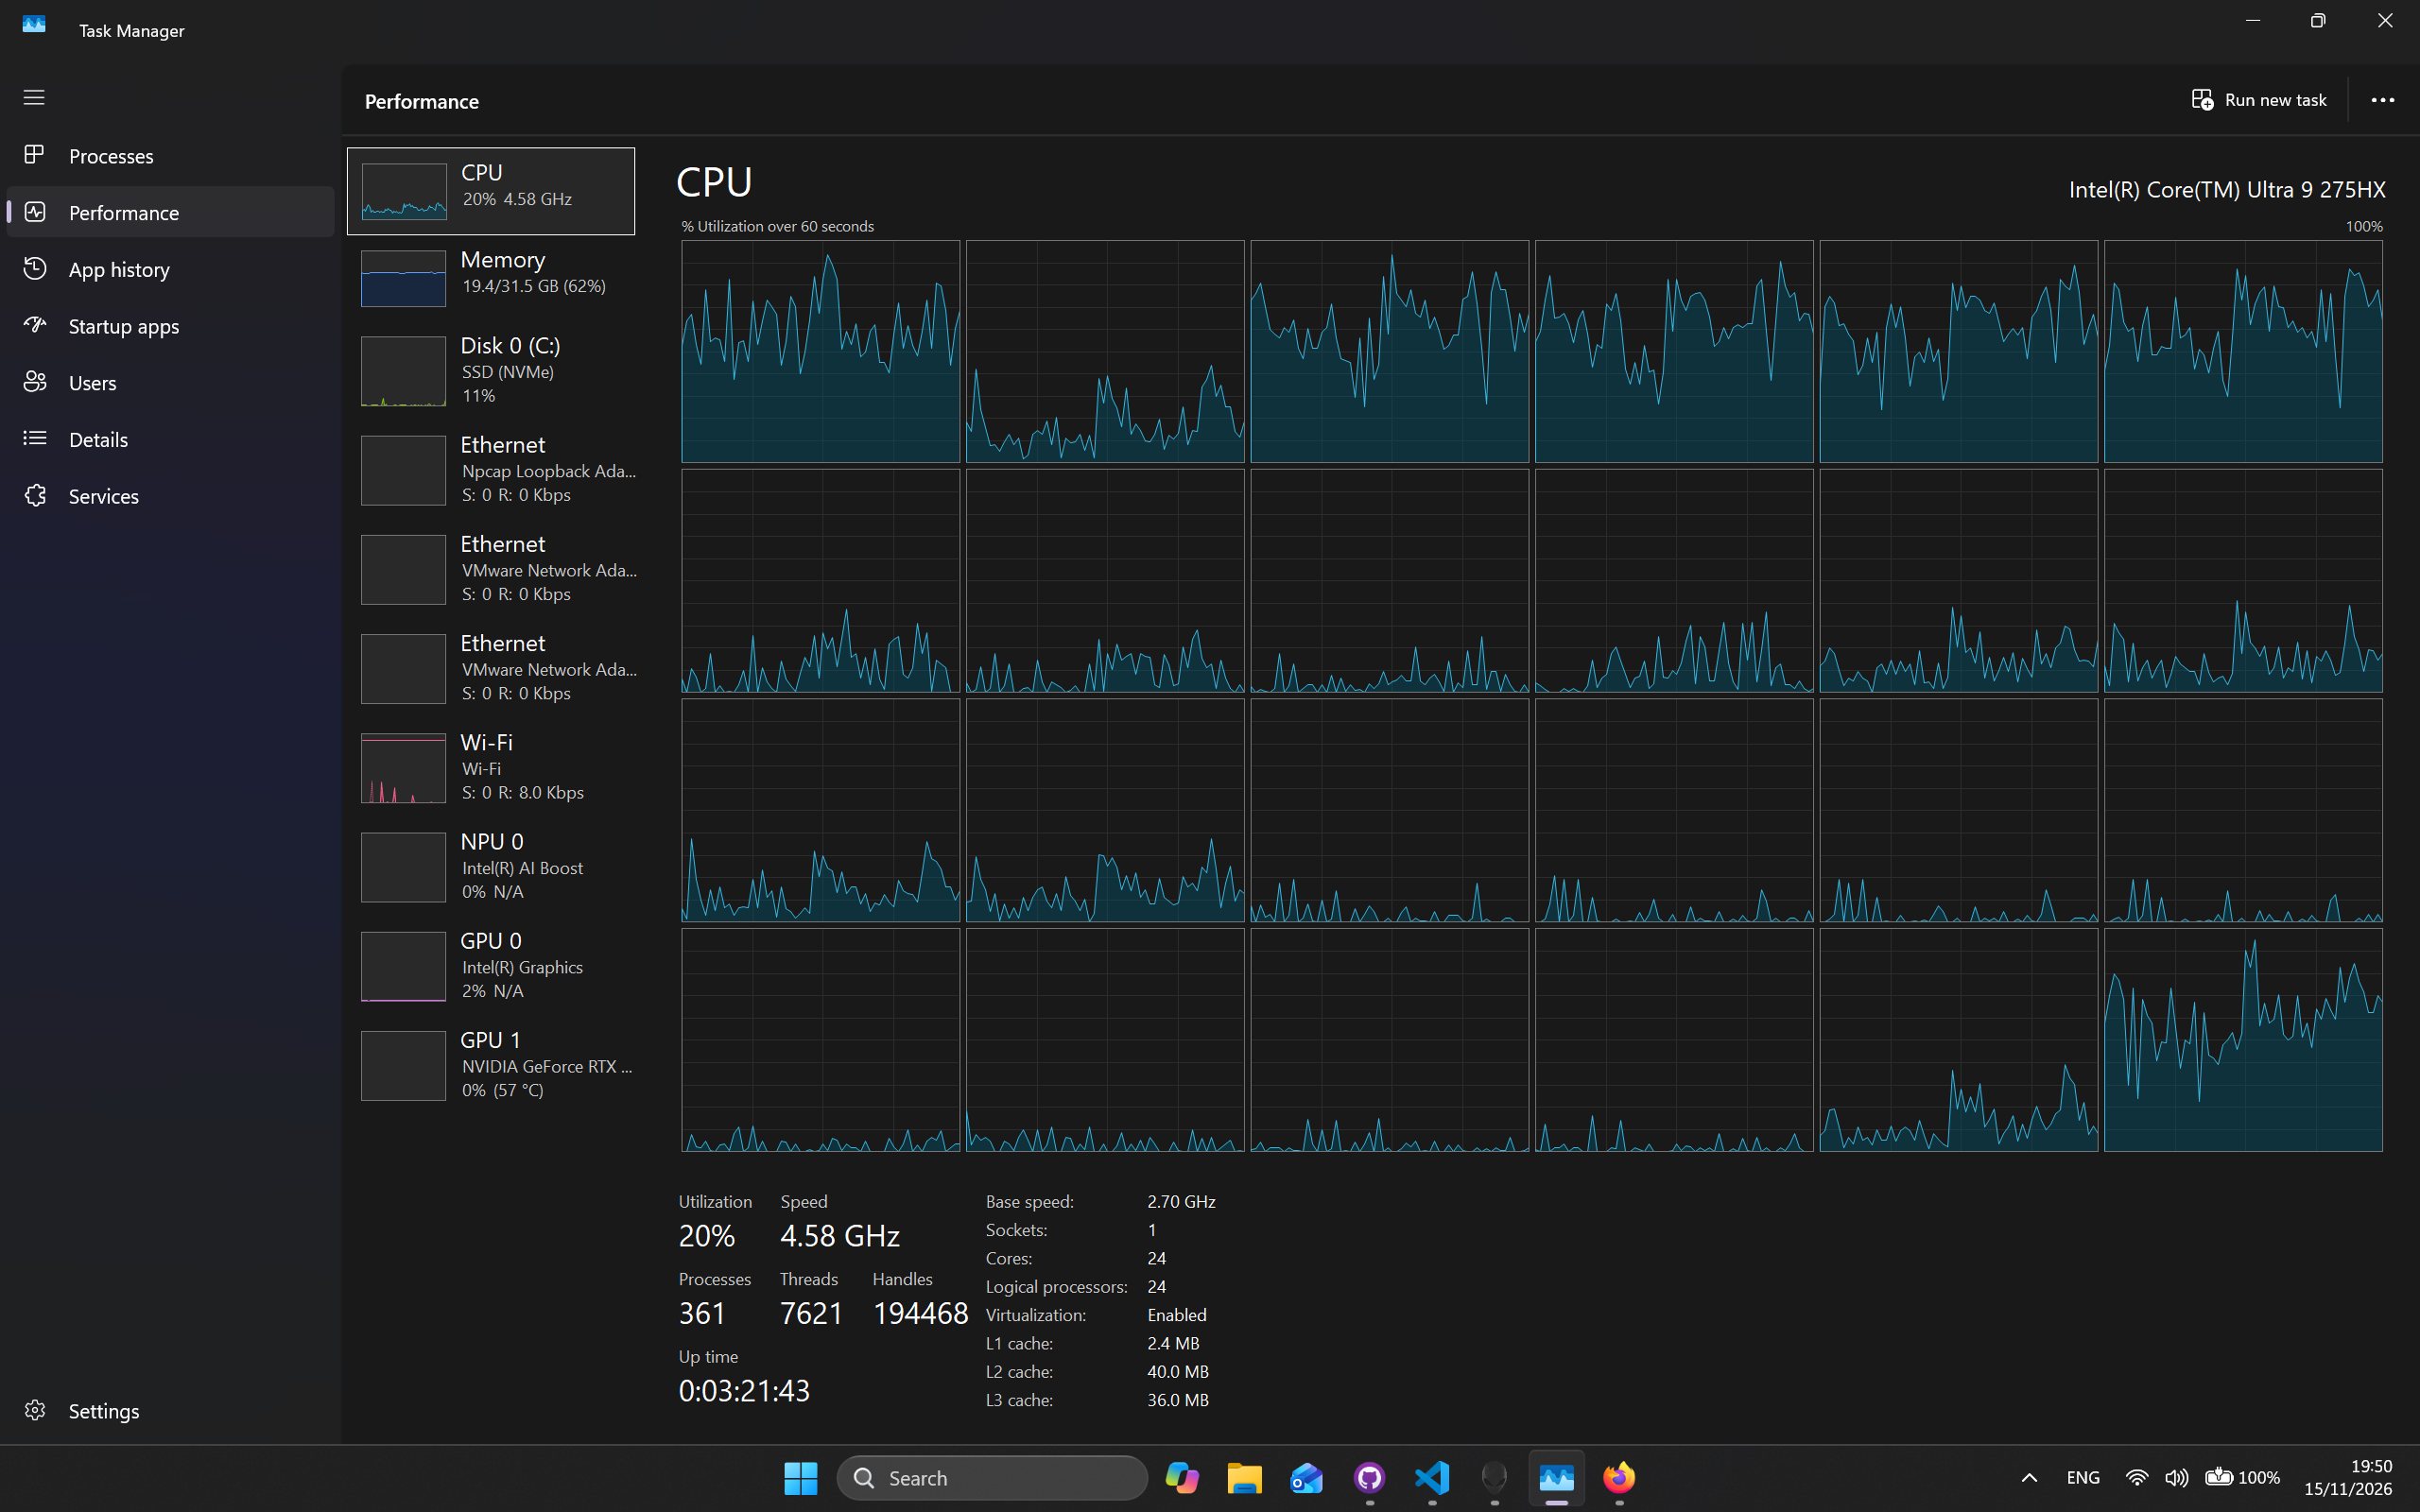 Task Manager
Performance
Run new task
Processes
Performance
App history
Startup apps
Users
Details
Services
Settings
CPU
20% 4.58 GHz
Memory
19.4/31.5 GB (62%)
Disk 0 (C:)
SSD (NVMe)
11%
Ethernet
Npcap Loopback Ada...
S: 0 R: 0 Kbps
Ethernet
VMware Network Ada...
S: 0 R: 0 Kbps
Ethernet
VMware Network Ada...
S: 0 R: 0 Kbps
Wi-Fi
Wi-Fi
S: 0 R: 8.0 Kbps
NPU 0
Intel(R) AI Boost
0% N/A
GPU 0
Intel(R) Graphics
2% N/A
GPU 1
NVIDIA GeForce RTX ...
0% (57 °C)
CPU
Intel(R) Core(TM) Ultra 9 275HX
% Utilization over 60 seconds
100%
Utilization Speed
20% 4.58 GHz
Processes Threads Handles
361 7621 194468
Up time
0:03:21:43
Base speed: 2.70 GHz
Sockets: 1
Cores: 24
Logical processors: 24
Virtualization: Enabled
L1 cache: 2.4 MB
L2 cache: 40.0 MB
L3 cache: 36.0 MB
Search
ENG
100%
19:50
15/11/2026